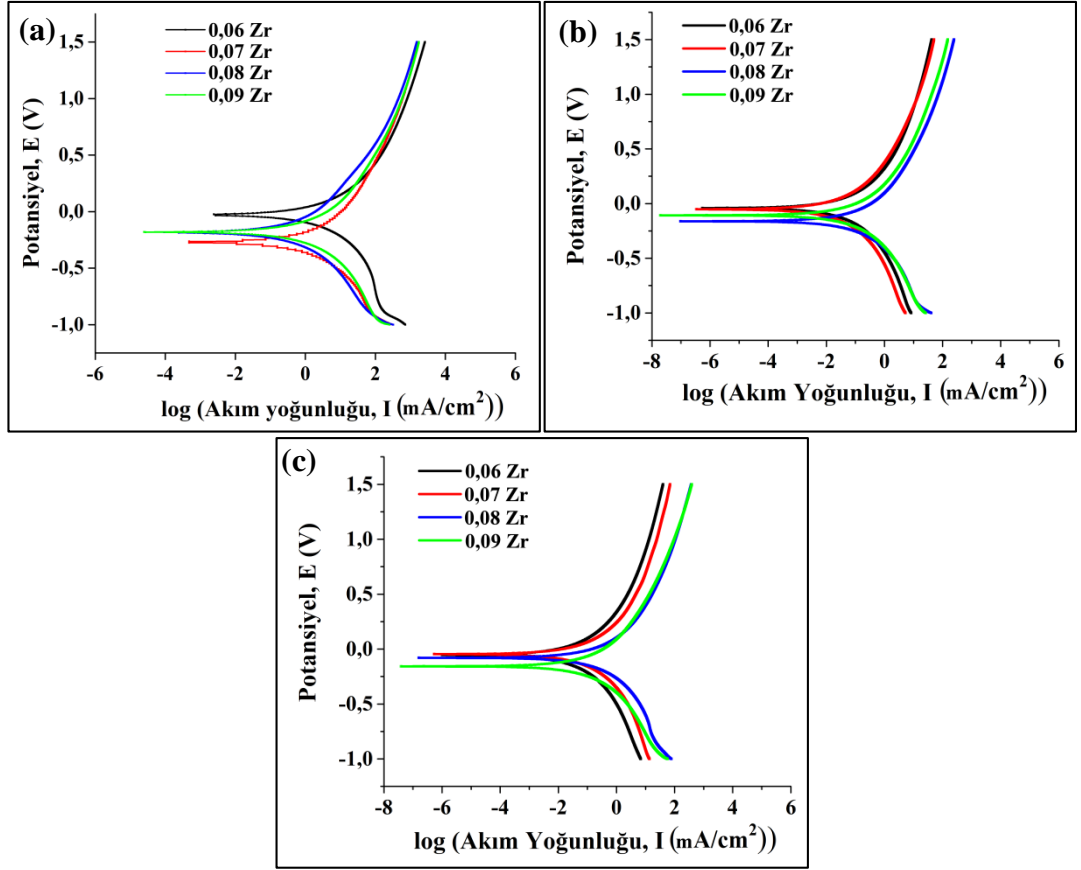 (a)
0,06 Zr
0,07 Zr
0,08 Zr
0,09 Zr
1,5
1,0
0,5
0,0
-0,5
-1,0
Potansiyel, E (V)
-6 -4 -2 0 2 4 6
log (Akım yoğunluğu, I (mA/cm²))
(b)
0,06 Zr
0,07 Zr
0,08 Zr
0,09 Zr
1,5
1,0
0,5
0,0
-0,5
-1,0
Potansiyel, E (V)
-8 -6 -4 -2 0 2 4 6
log (Akım Yoğunluğu, I (mA/cm²)
(c)
0,06 Zr
0,07 Zr
0,08 Zr
0,09 Zr
1,5
1,0
0,5
0,0
-0,5
-1,0
Potansiyel, E (V)
-8 -6 -4 -2 0 2 4 6
log (Akım Yoğunluğu, I (mA/cm²)